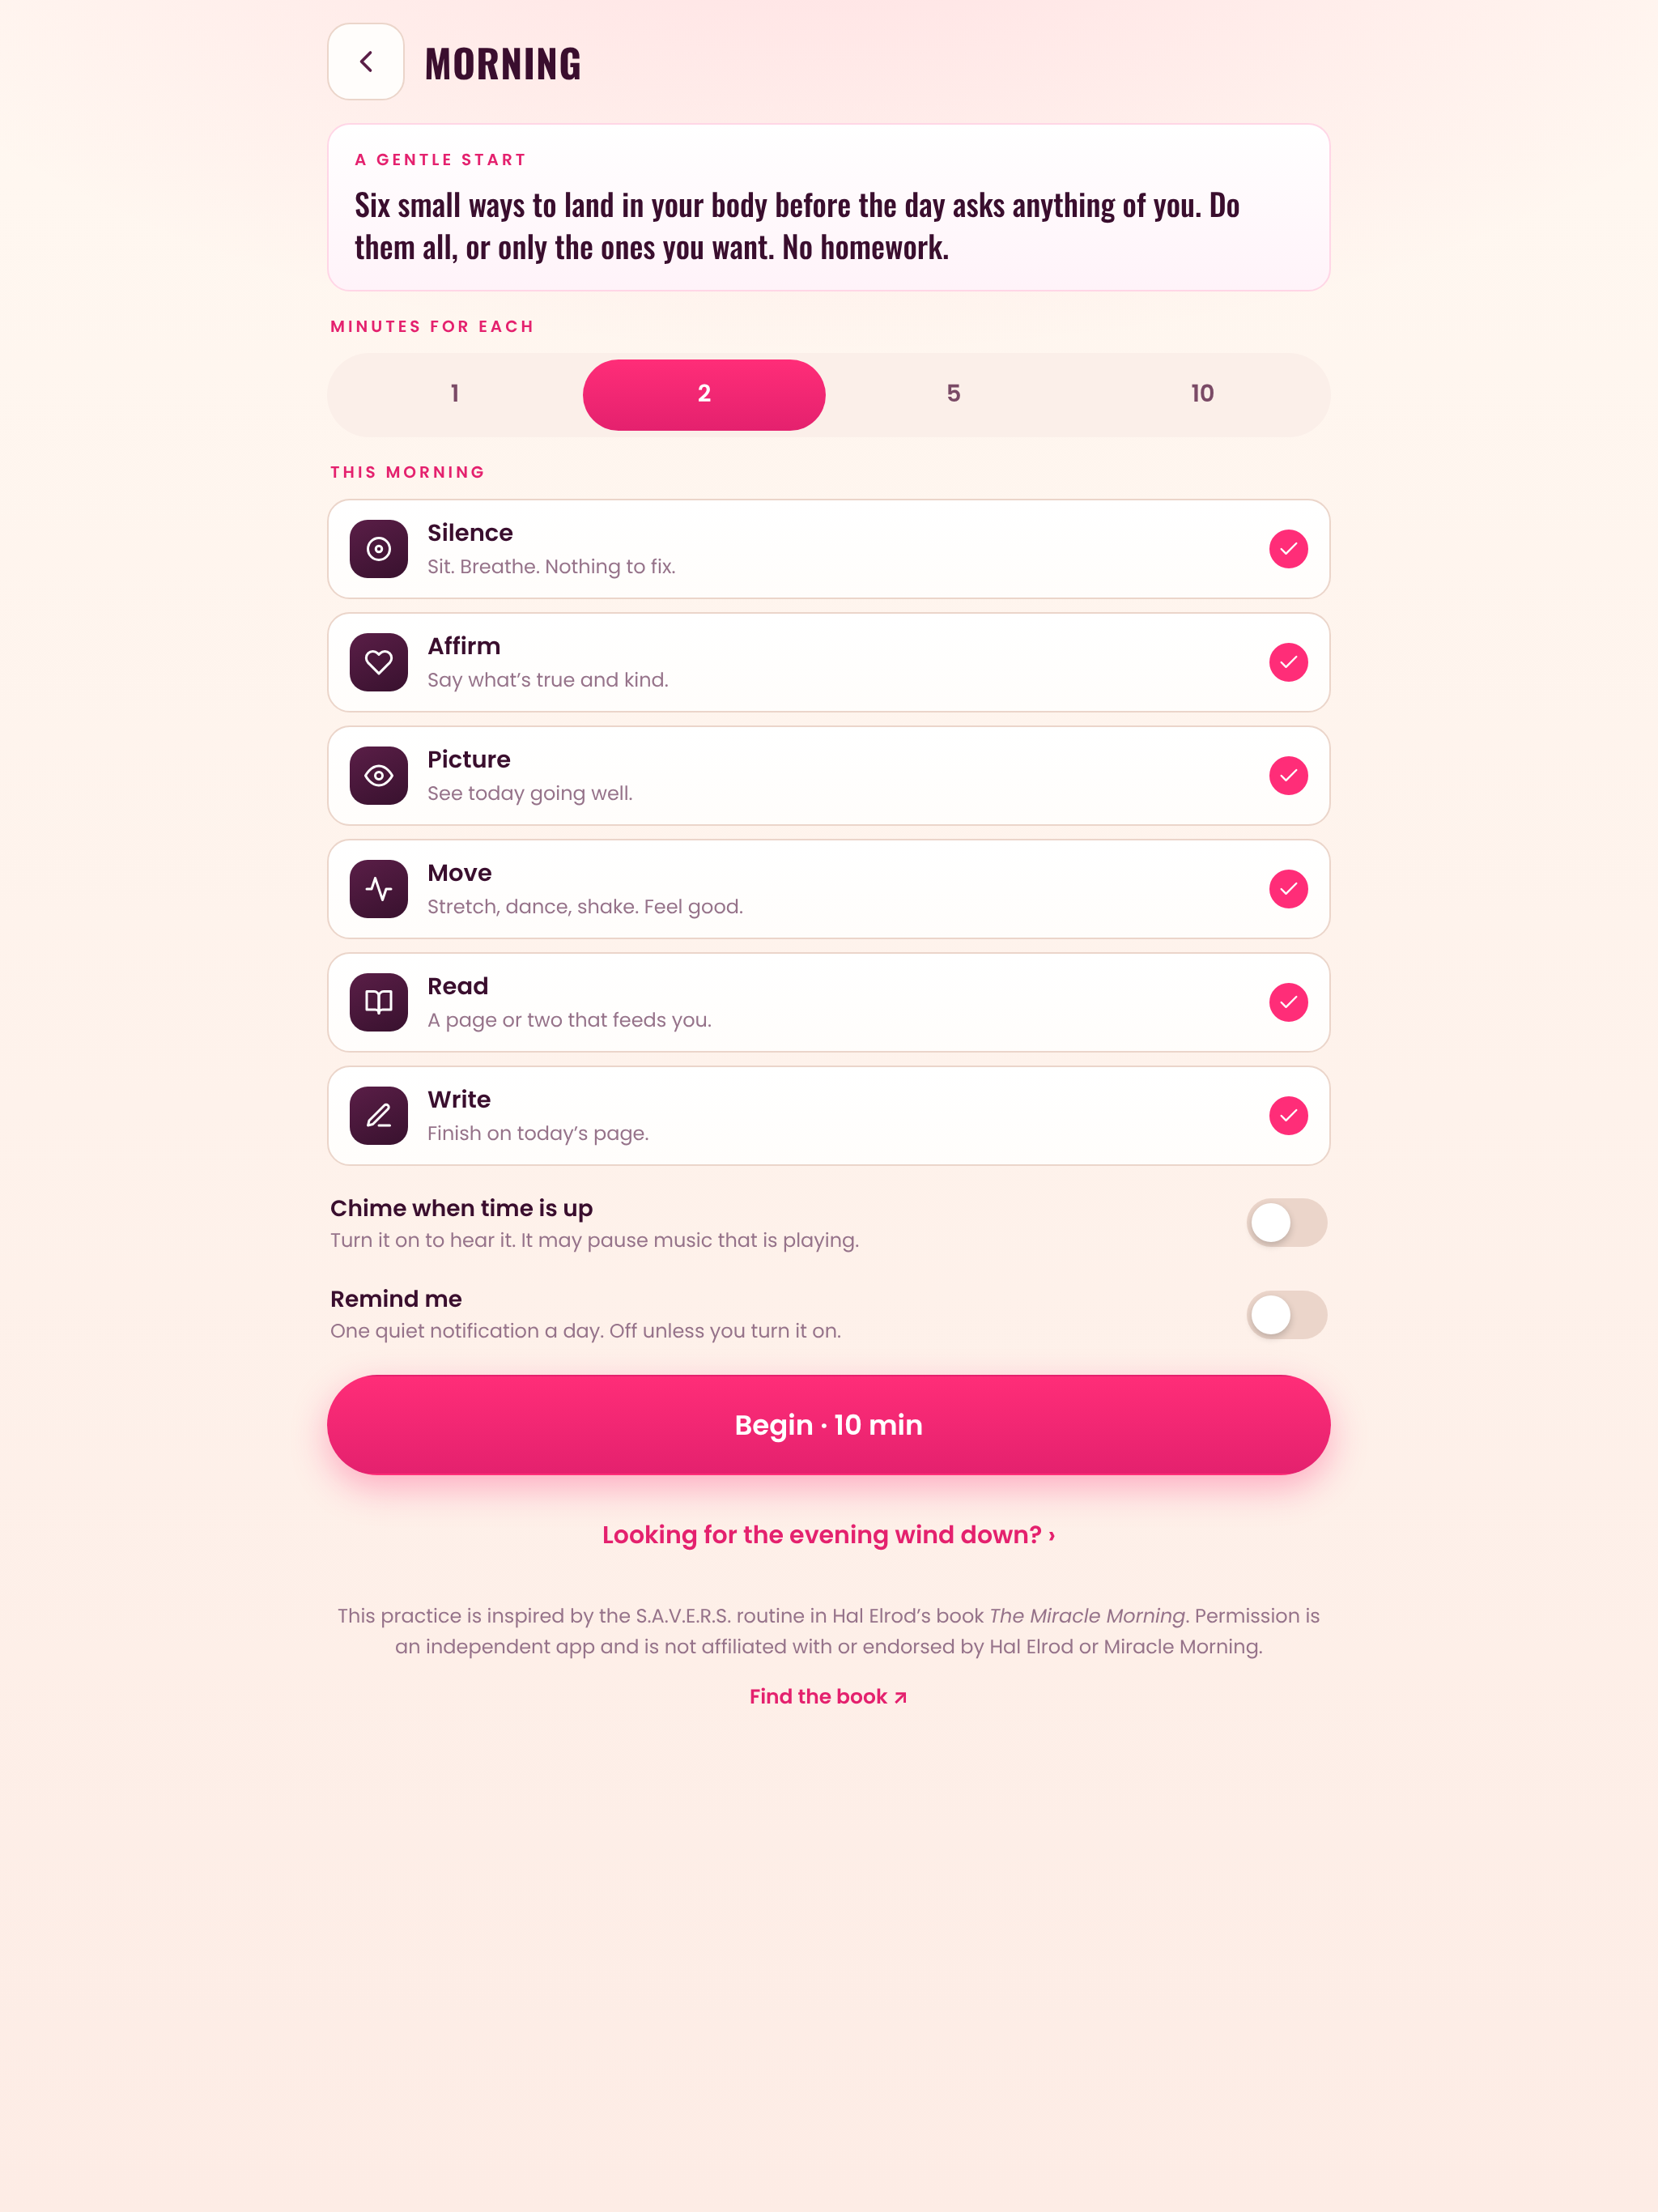 MORNING
A GENTLE START
Six small ways to land in your body before the day asks anything of you. Do
them all, or only the ones you want. No homework.
MINUTES FOR EACH
1 2 5 10
THIS MORNING
Silence
Sit. Breathe. Nothing to fix.
Affirm
Say what’s true and kind.
Picture
See today going well.
Move
Stretch, dance, shake. Feel good.
Read
A page or two that feeds you.
Write
Finish on today’s page.
Chime when time is up
Turn it on to hear it. It may pause music that is playing.
Remind me
One quiet notification a day. Off unless you turn it on.
Begin · 10 min
Looking for the evening wind down? ›
This practice is inspired by the S.A.V.E.R.S. routine in Hal Elrod’s book The Miracle Morning. Permission is
an independent app and is not affiliated with or endorsed by Hal Elrod or Miracle Morning.
Find the book ↗